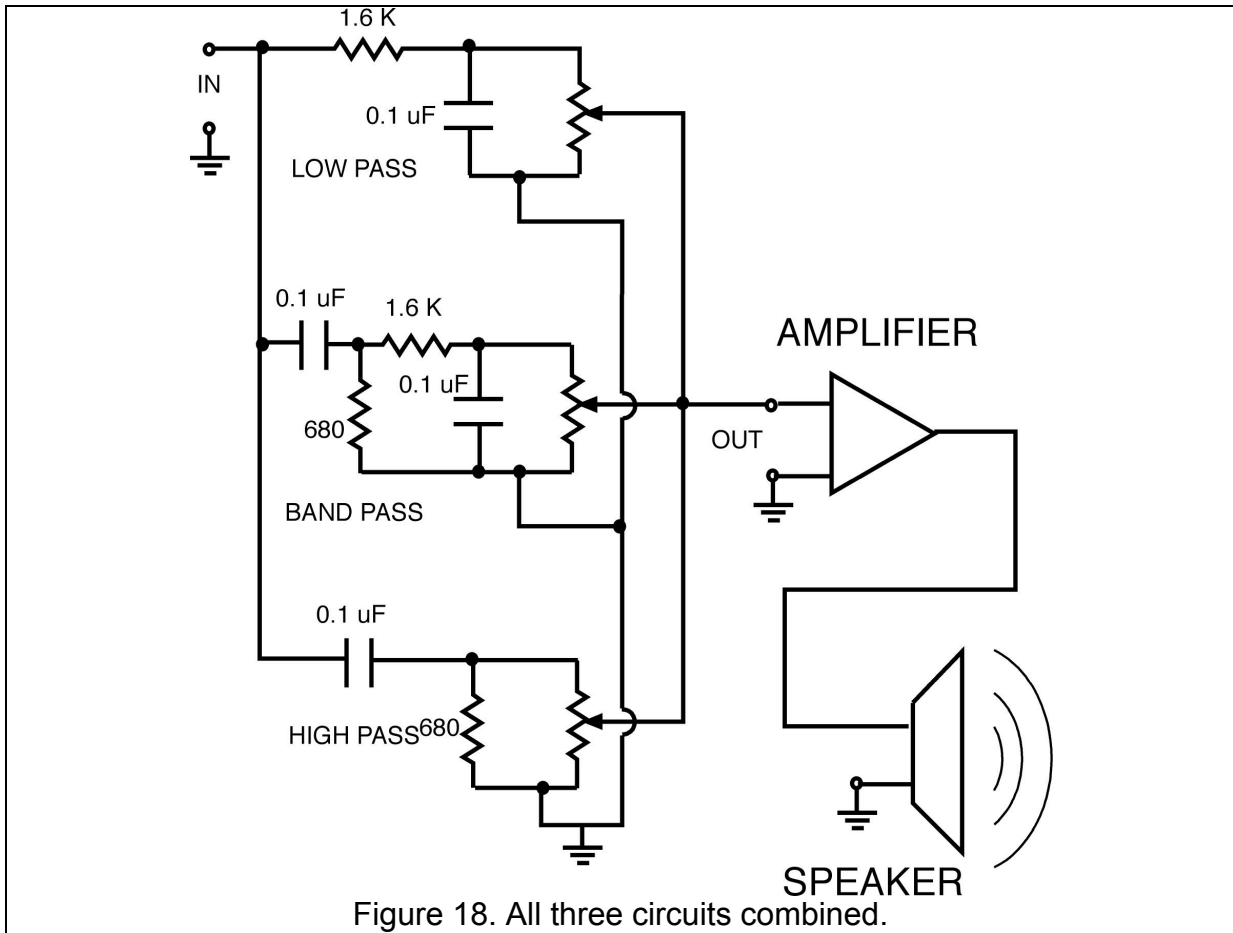 1.6 K
IN
0.1 uF
LOW PASS
0.1 uF
1.6 K
AMPLIFIER
0.1 uF
680
OUT
BAND PASS
0.1 uF
HIGH PASS
680
SPEAKER
Figure 18. All three circuits combined.